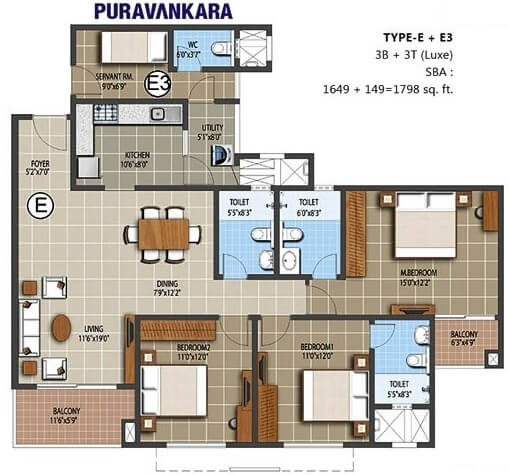 PURAVANKARA
TYPE-E + E3
3B + 3T (Luxe)
SBA :
1649 + 149=1798 sq. ft.
WC
6'0"x3'2"
SERVANT RM.
9'0"x6'9"
E3
UTILITY
5'1"x8'0"
KITCHEN
10'6"x8'0"
FOYER
5'2"x7'0"
E
TOILET
5'5"x8'3"
TOILET
6'0"x8'3"
M.BEDROOM
15'0"x12'2"
DINING
7'9"x12'2"
LIVING
11'6"x19'0"
BEDROOM2
11'0"x12'0"
BEDROOM1
11'0"x12'0"
BALCONY
6'3"x4'9"
TOILET
5'5"x8'3"
BALCONY
11'6"x5'9"